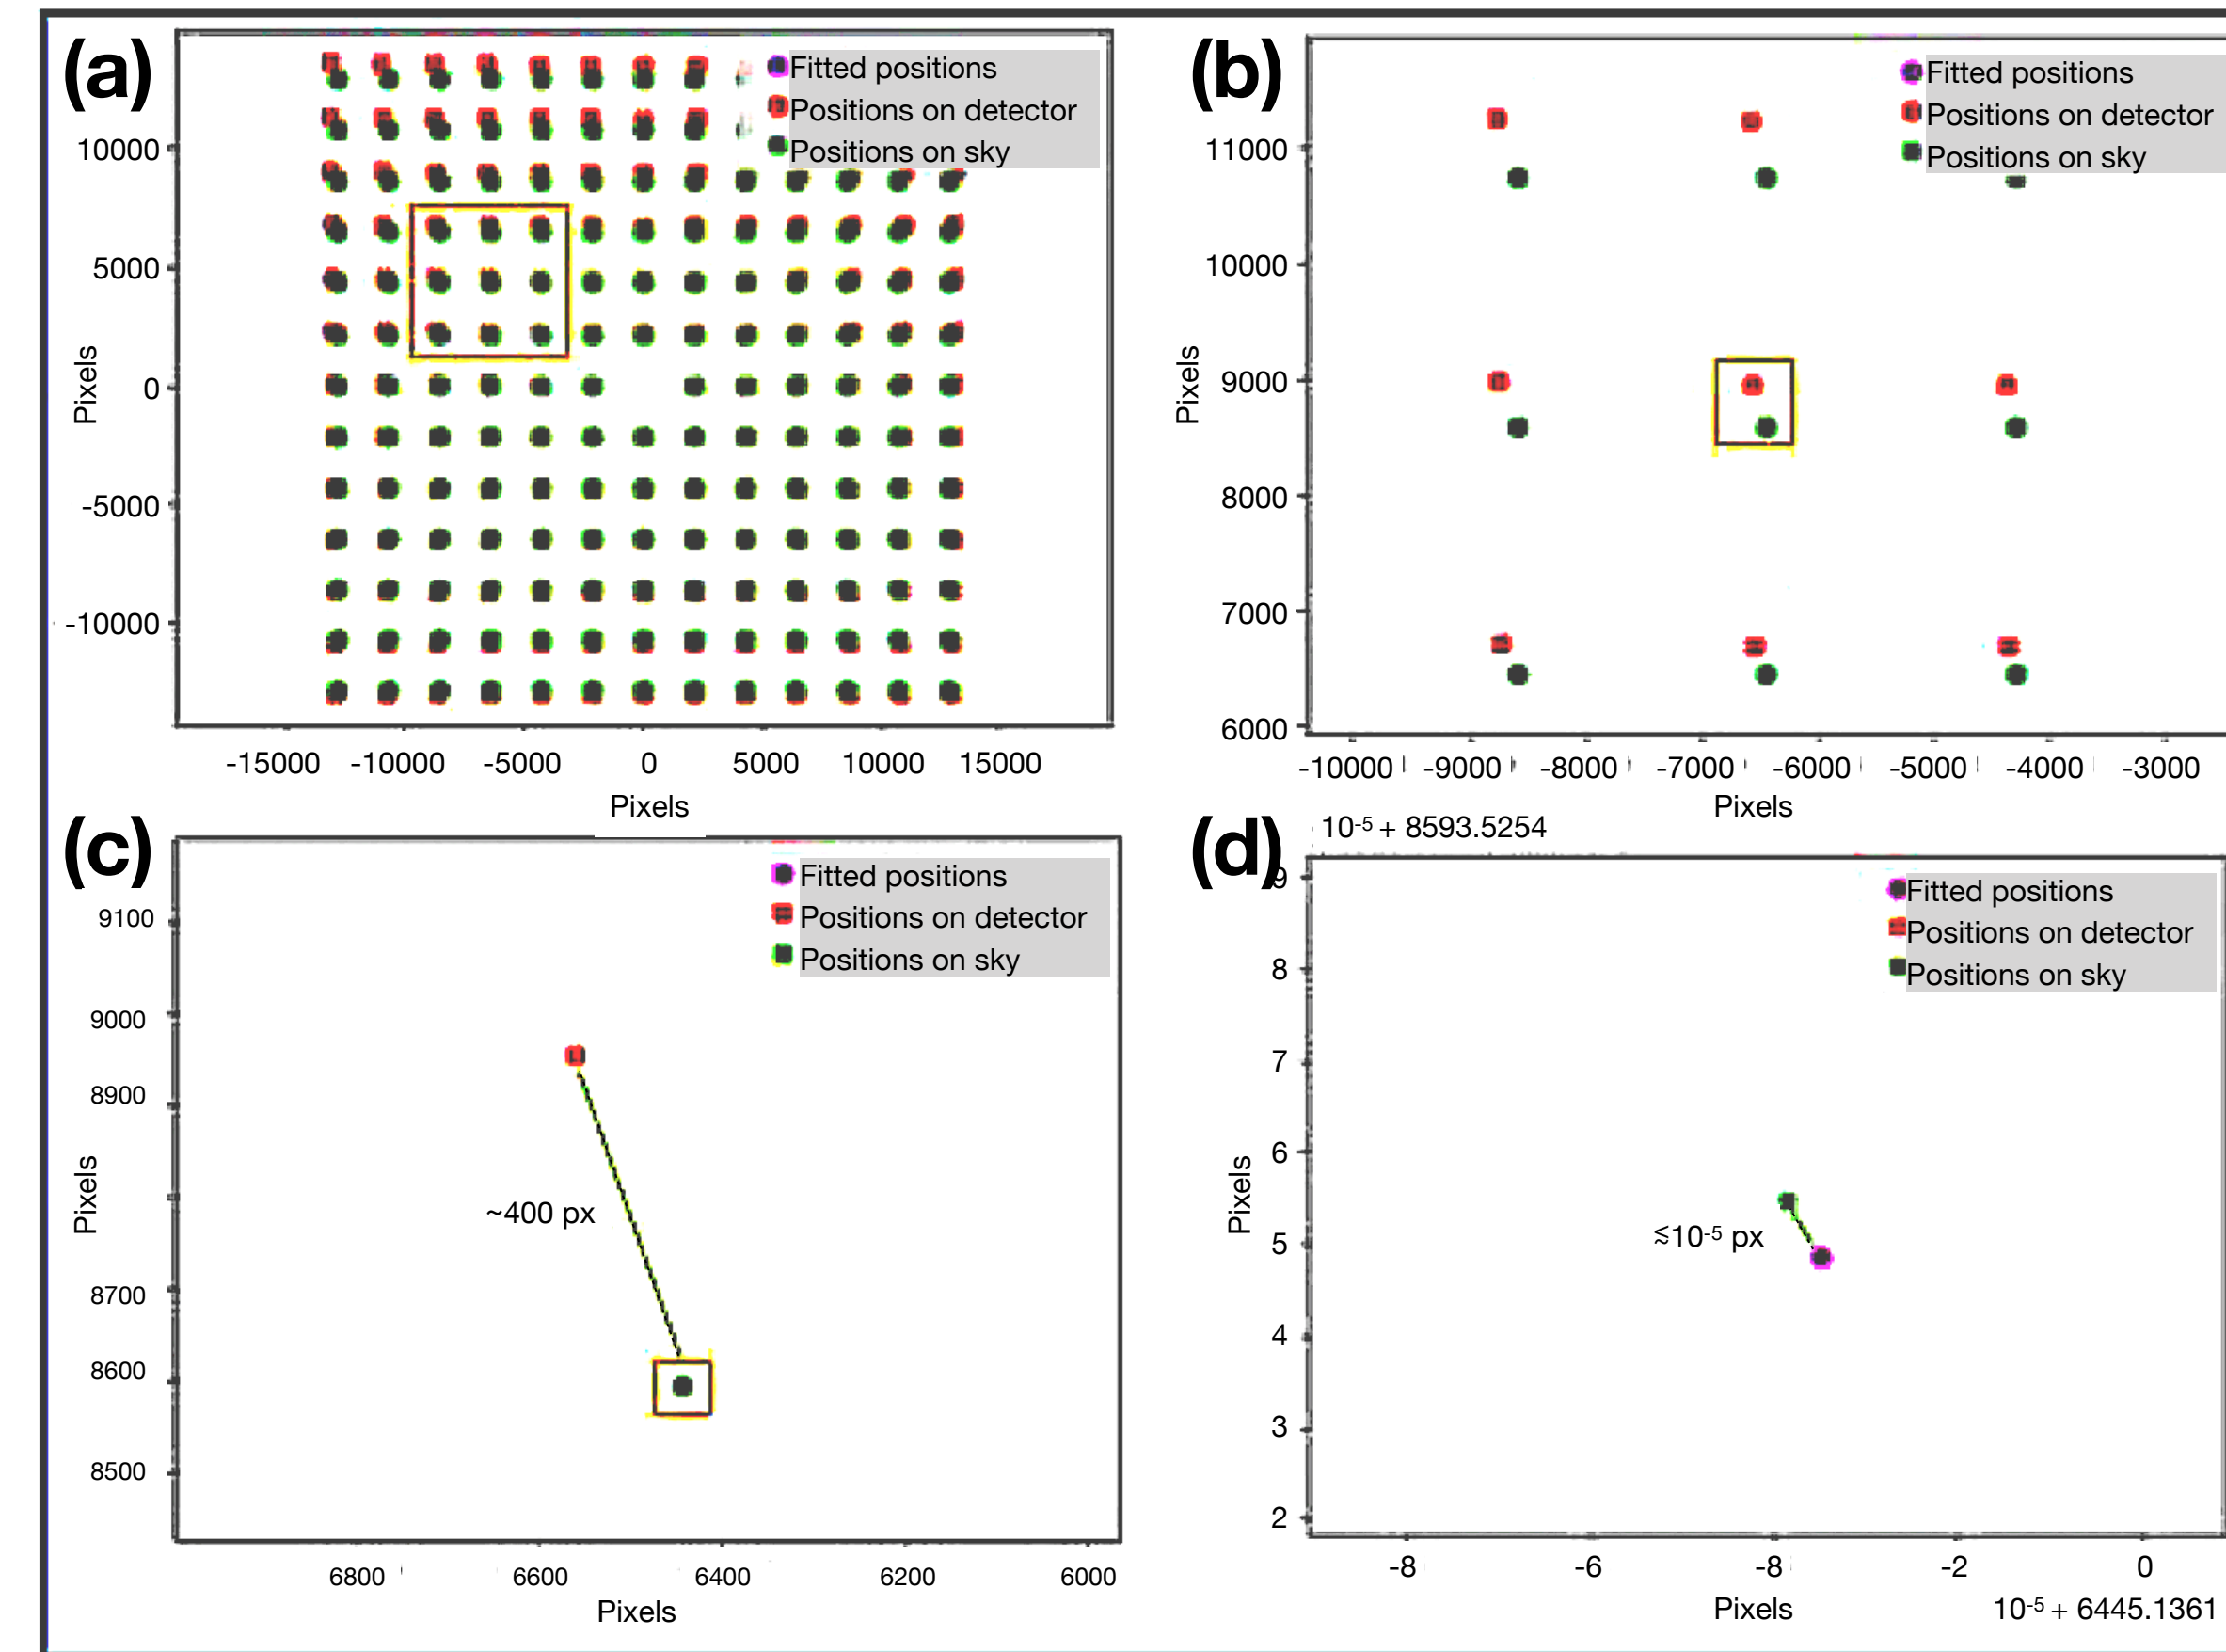 (a)
Fitted positions
Positions on detector
Positions on sky
10000
5000
0
-5000
-10000
Pixels
-15000 -10000 -5000 0 5000 10000 15000
Pixels
(b)
Fitted positions
Positions on detector
Positions on sky
11000
10000
9000
8000
7000
6000
Pixels
-10000 -9000 -8000 -7000 -6000 -5000 -4000 -3000
Pixels
(c)
Fitted positions
Positions on detector
Positions on sky
9100
9000
8900
8700
8600
8500
Pixels
~400 px
6800 6600 6400 6200 6000
Pixels
(d)
10⁻⁵ + 8593.5254
Fitted positions
Positions on detector
Positions on sky
9
8
7
6
5
4
3
2
Pixels
≲10⁻⁵ px
-8 -6 -8 -2 0
Pixels
10⁻⁵ + 6445.1361